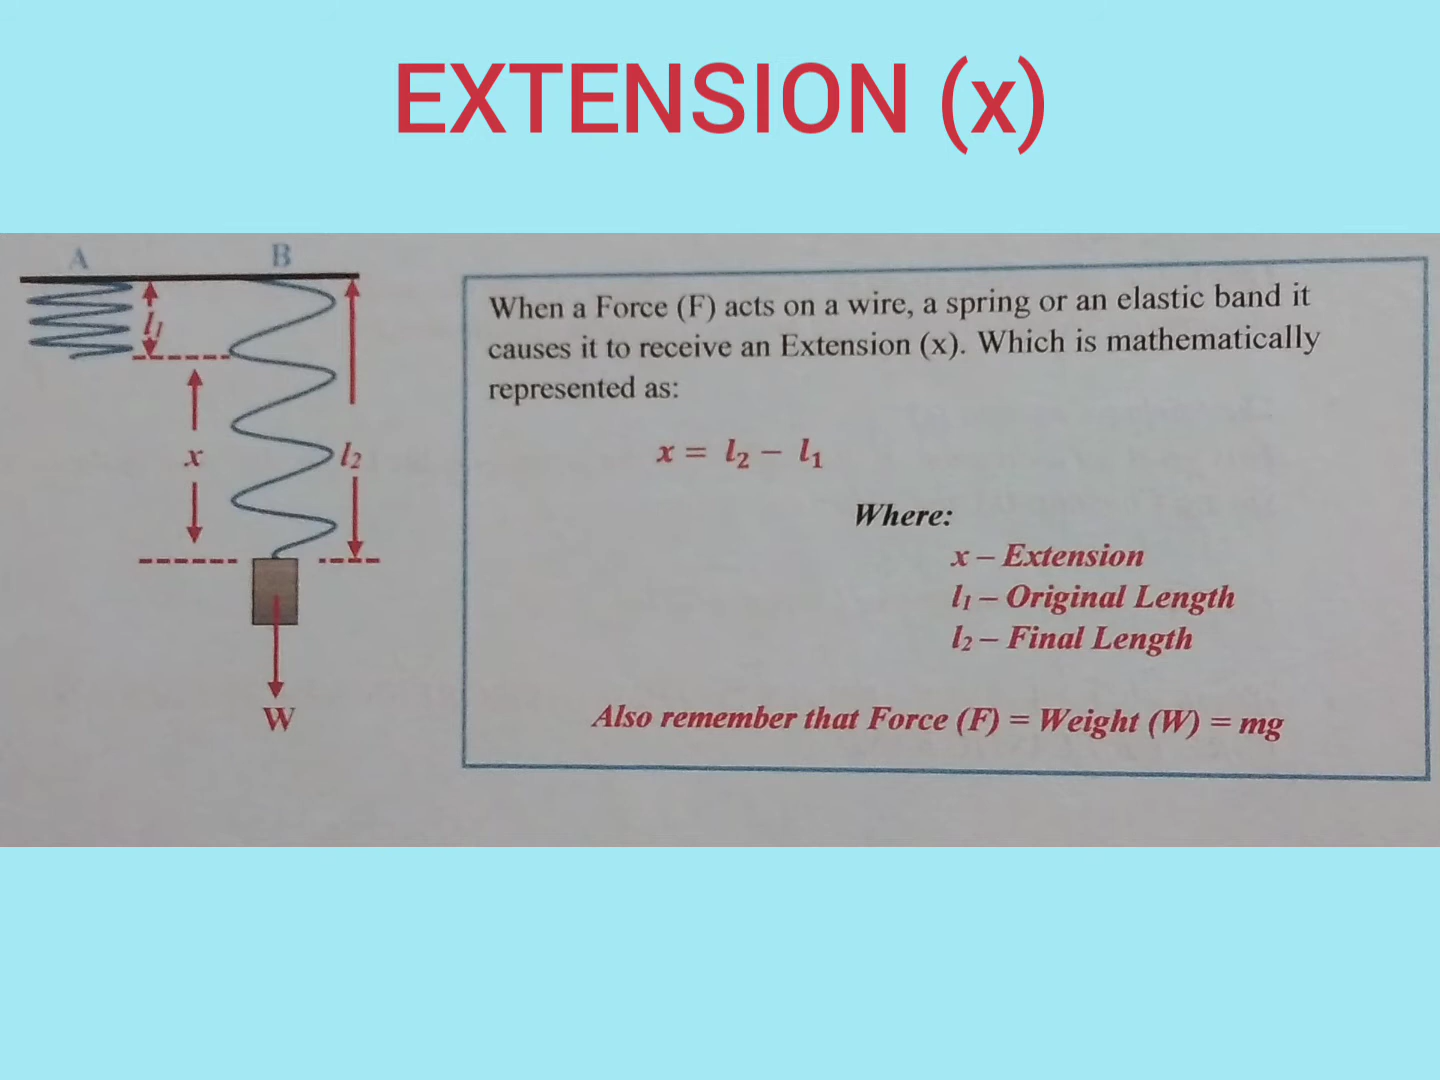 EXTENSION (x)
A
B
l1
x
l2
W
When a Force (F) acts on a wire, a spring or an elastic band it
causes it to receive an Extension (x). Which is mathematically
represented as:
x = l2 − l1
Where:
x – Extension
l1 – Original Length
l2 – Final Length
Also remember that Force (F) = Weight (W) = mg